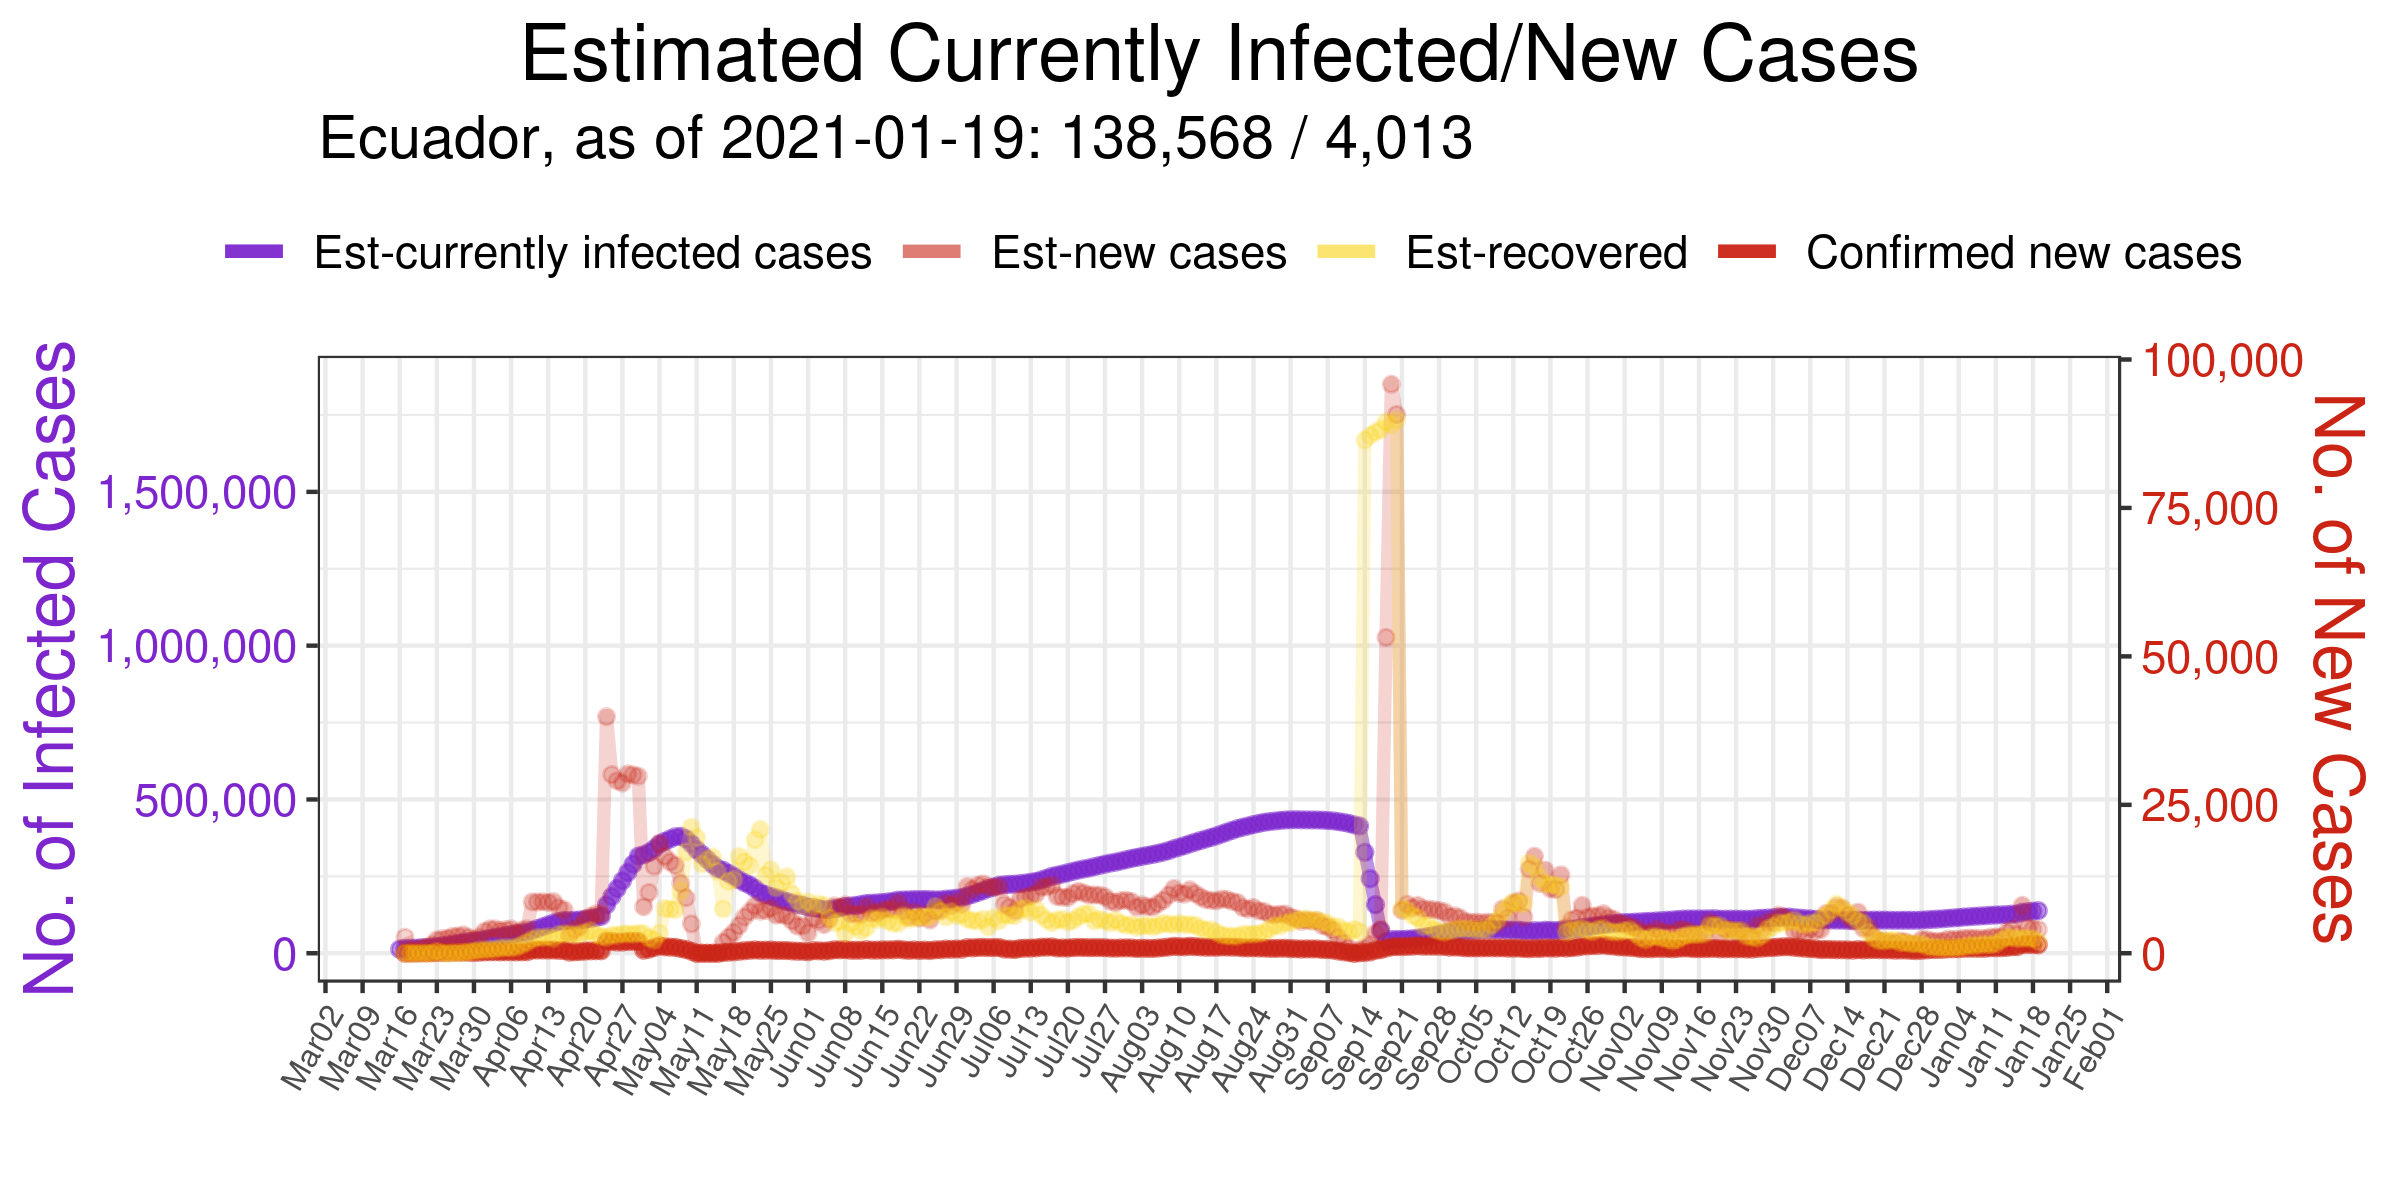 Estimated Currently Infected/New Cases
Ecuador, as of 2021-01-19: 138,568 / 4,013
Est-currently infected cases Est-new cases Est-recovered Confirmed new cases
No. of Infected Cases
1,500,000
1,000,000
500,000
0
100,000
75,000
50,000
25,000
0
No. of New Cases
Mar02 Mar09 Mar16 Mar23 Mar30 Apr06 Apr13 Apr20 Apr27 May04 May11 May18 May25 Jun01 Jun08 Jun15 Jun22 Jun29 Jul06 Jul13 Jul20 Jul27 Aug03 Aug10 Aug17 Aug24 Aug31 Sep07 Sep14 Sep21 Sep28 Oct05 Oct12 Oct19 Oct26 Nov02 Nov09 Nov16 Nov23 Nov30 Dec07 Dec14 Dec21 Dec28 Jan04 Jan11 Jan18 Jan25 Feb01